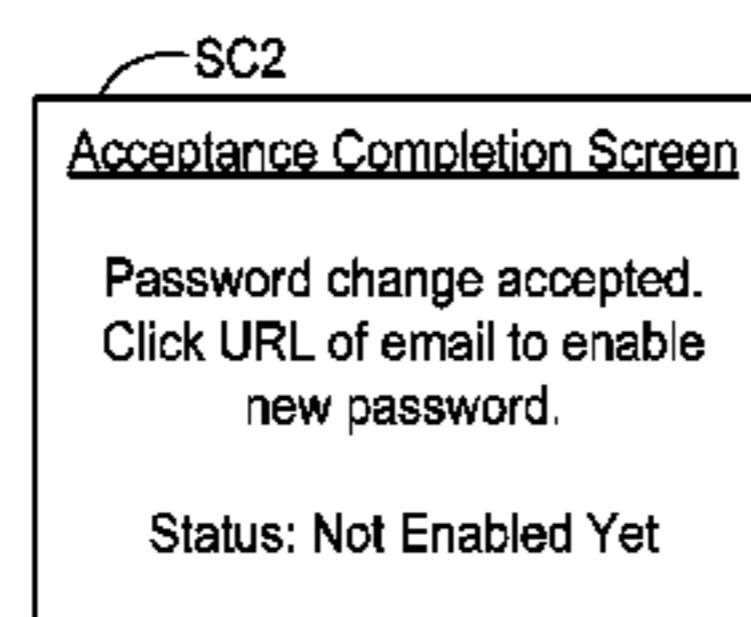 SC2
Acceptance Completion Screen
Password change accepted.
Click URL of email to enable
new password.
Status: Not Enabled Yet